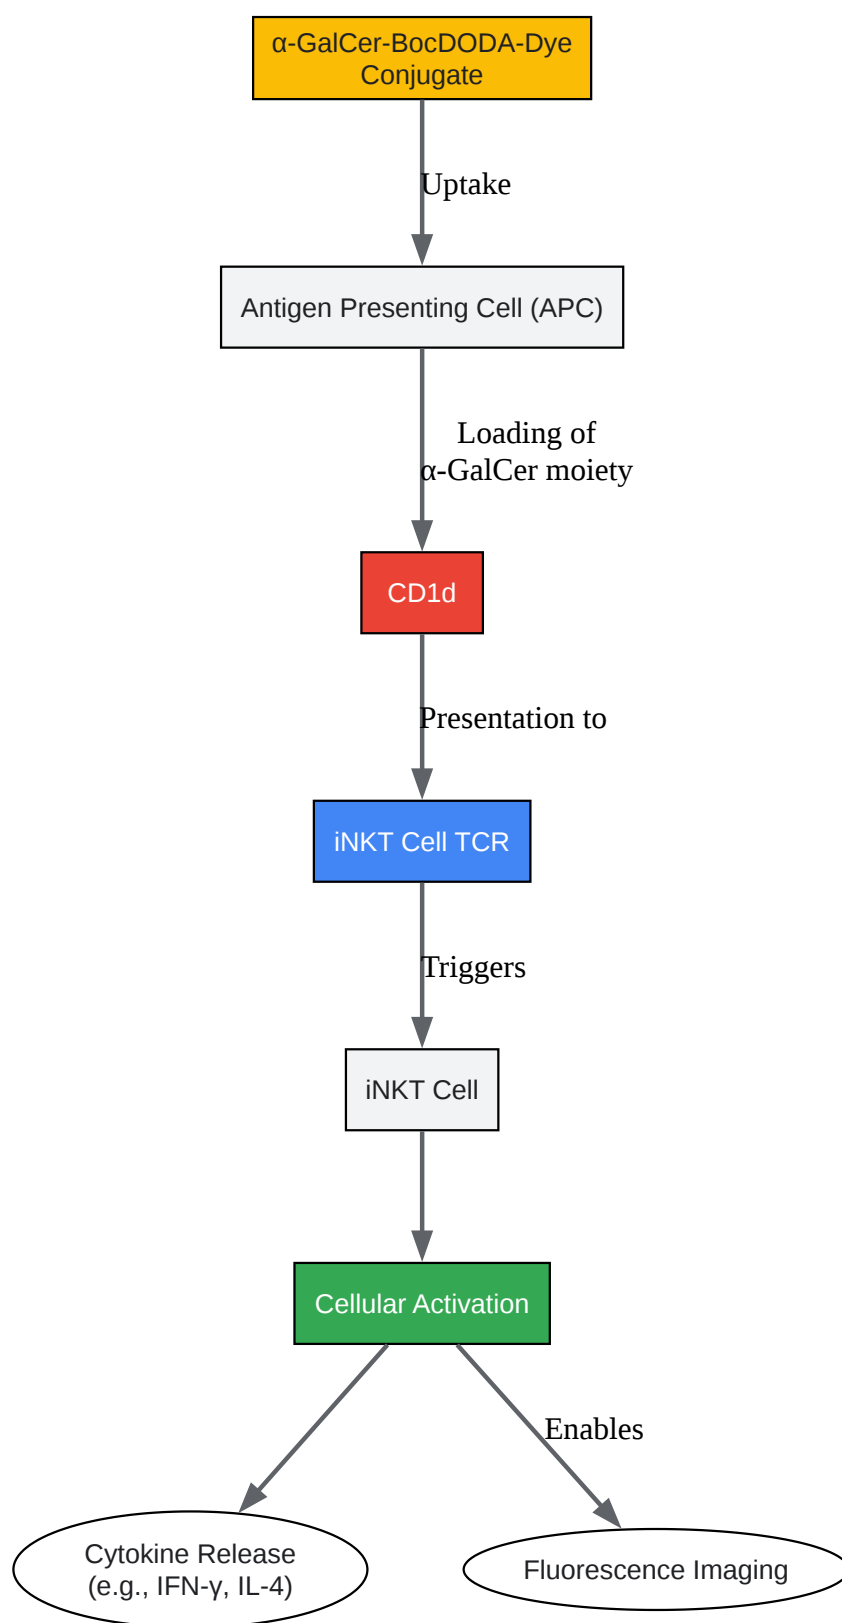 α-GalCer-BocDODA-Dye
Conjugate
Uptake
Antigen Presenting Cell (APC)
Loading of
α-GalCer moiety
CD1d
Presentation to
iNKT Cell TCR
Triggers
iNKT Cell
Cellular Activation
Enables
Cytokine Release
(e.g., IFN-γ, IL-4)
Fluorescence Imaging